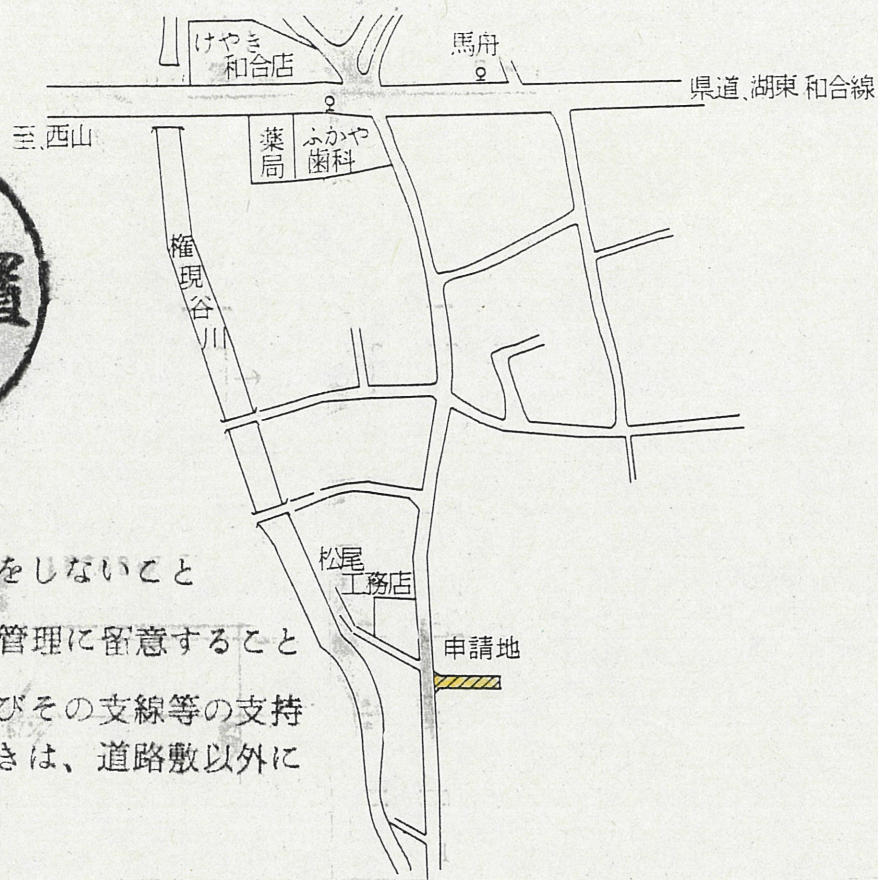 けやき
和合店
馬舟
県道、湖東和合線
至、西山
薬局
ふかや
歯科
権現谷川
松尾
工務店
申請地
をしないこと
管理に留意すること
びその支線等の支持
きは、道路敷以外に